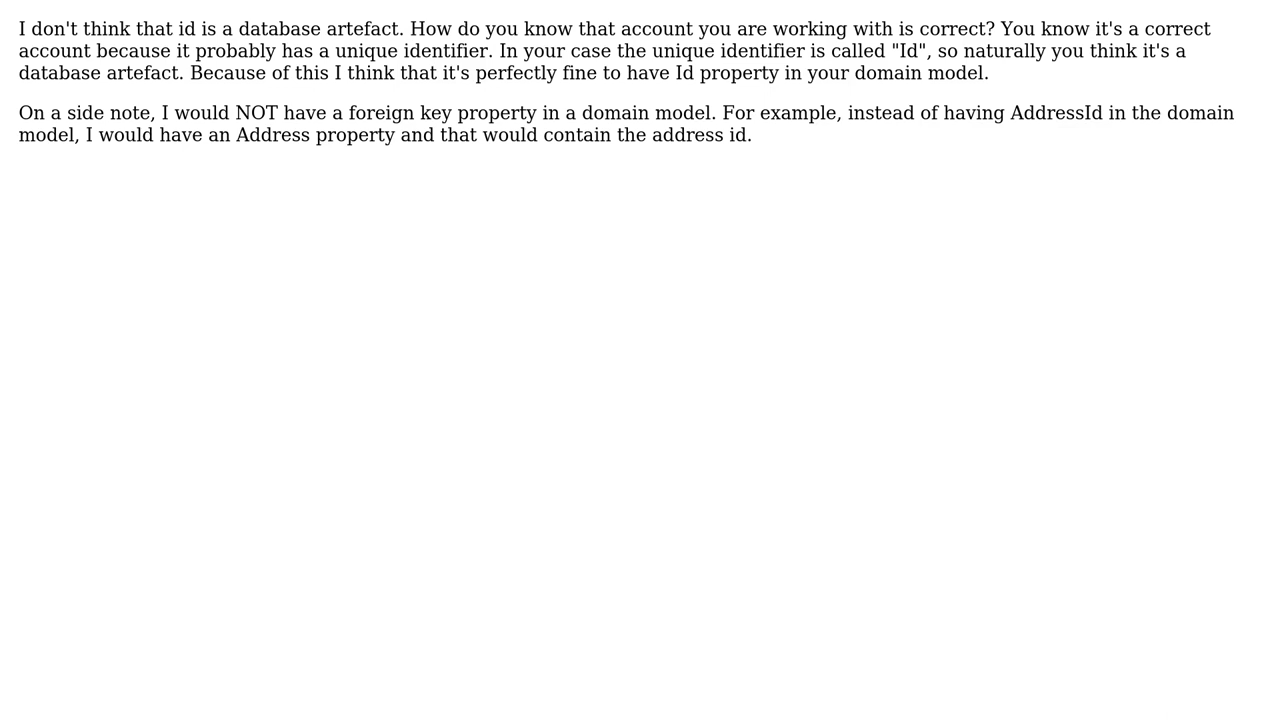 I don't think that id is a database artefact. How do you know that account you are working with is correct? You know it's a correct
account because it probably has a unique identifier. In your case the unique identifier is called "Id", so naturally you think it's a
database artefact. Because of this I think that it's perfectly fine to have Id property in your domain model.
On a side note, I would NOT have a foreign key property in a domain model. For example, instead of having AddressId in the domain
model, I would have an Address property and that would contain the address id.